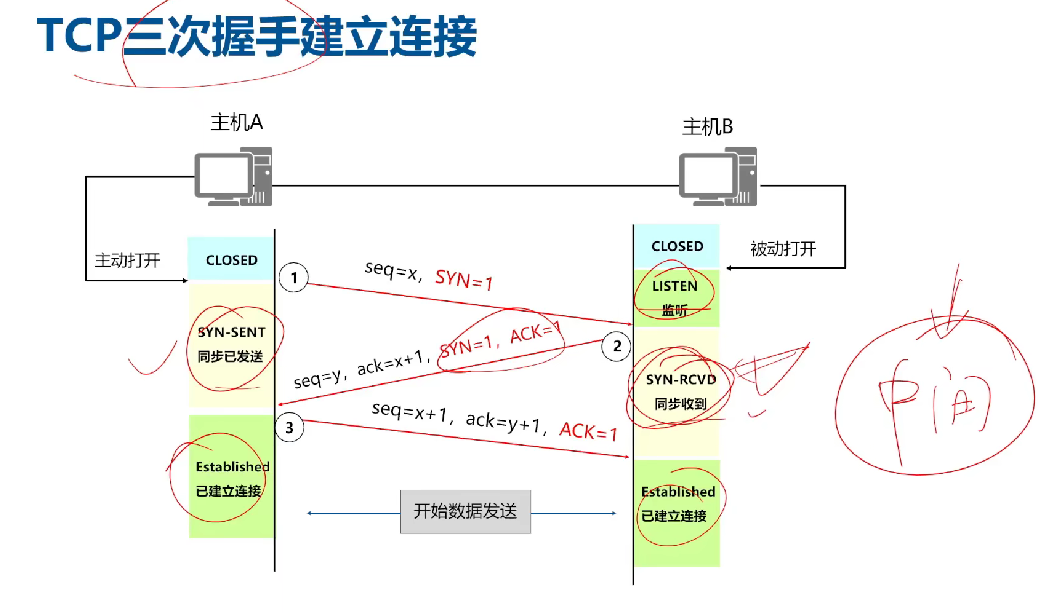 TCP三次握手建立连接
主机A
主机B
主动打开
CLOSED
CLOSED
被动打开
①
seq=x, SYN=1
LISTEN
监听
SYN-SENT
同步已发送
seq=y, ack=x+1, SYN=1, ACK=1
②
SYN-RCVD
同步收到
中间
③
seq=x+1, ack=y+1, ACK=1
Established
已建立连接
Established
已建立连接
开始数据发送